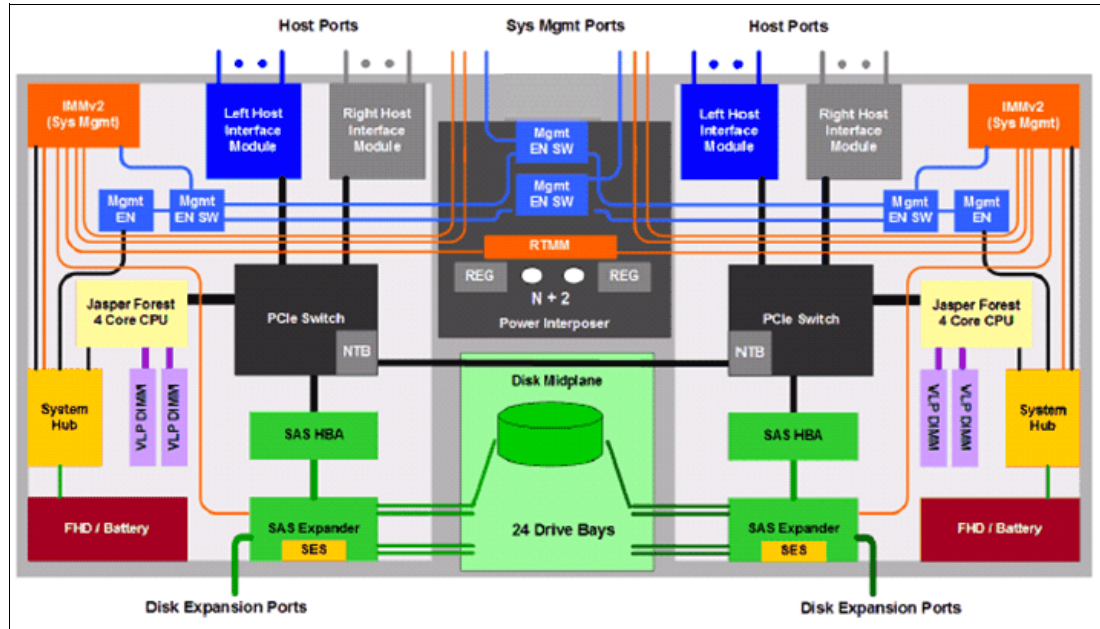 Host Ports
Sys Mgmt Ports
Host Ports
IMMv2
(Sys Mgmt)
Left Host
Interface
Module
Right Host
Interface
Module
Mgmt
EN SW
Left Host
Interface
Module
Right Host
Interface
Module
IMMv2
(Sys Mgmt)
Mgmt
EN
Mgmt
EN SW
Mgmt
EN SW
Mgmt
EN SW
Mgmt
EN
RTMM
REG
REG
N + 2
Power Interposer
Jasper Forest
4 Core CPU
PCIe Switch
NTB
PCIe Switch
NTB
Jasper Forest
4 Core CPU
VLP DIMM
VLP DIMM
Disk Midplane
VLP DIMM
VLP DIMM
System
Hub
SAS HBA
SAS HBA
System
Hub
FHD / Battery
SAS Expander
SES
24 Drive Bays
SAS Expander
SES
FHD / Battery
Disk Expansion Ports
Disk Expansion Ports